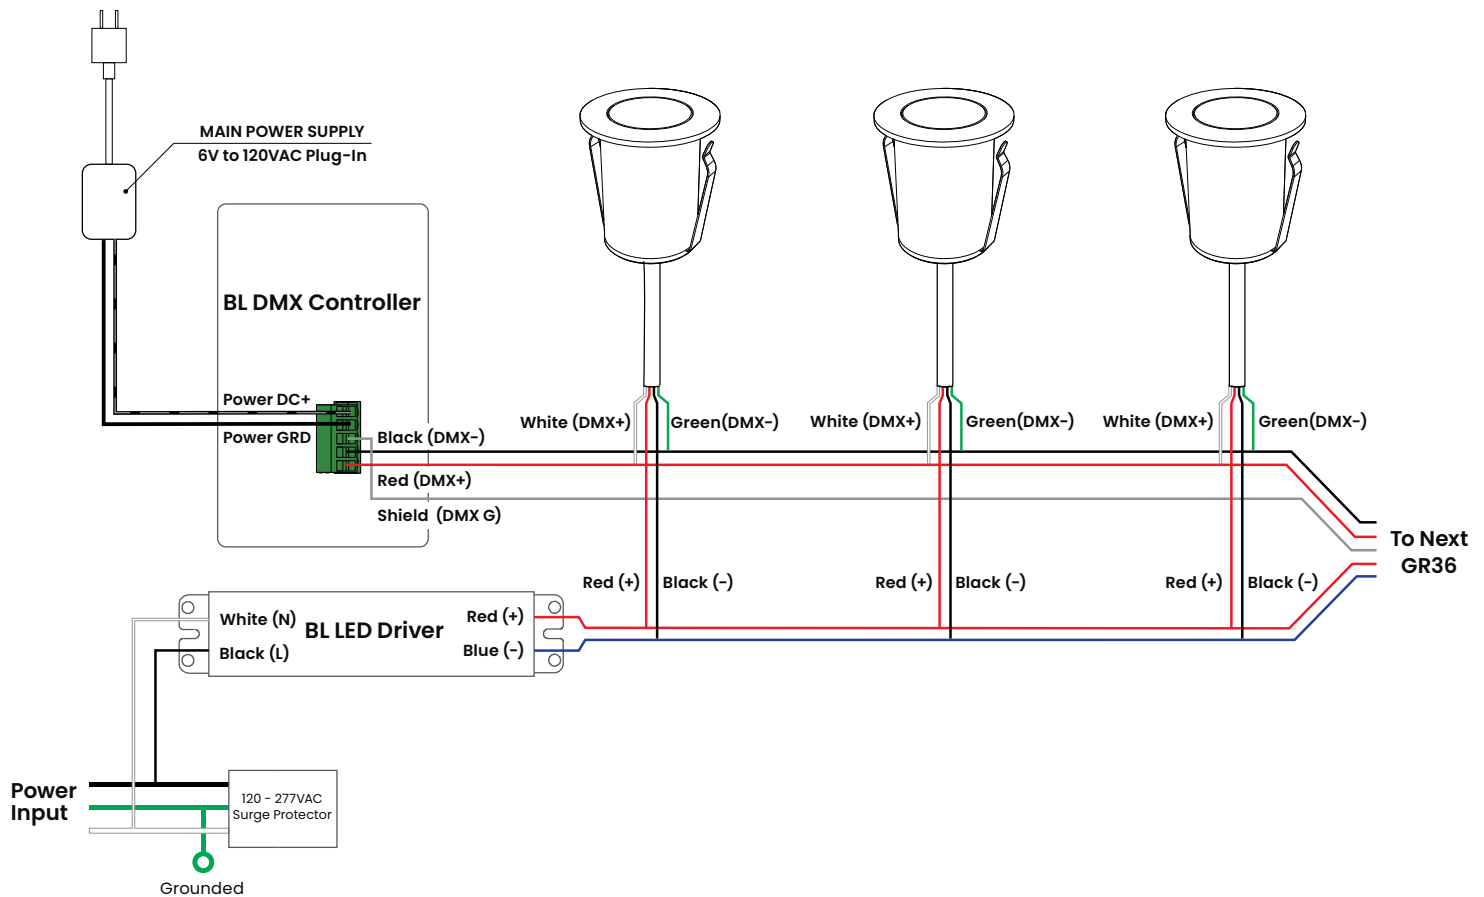 MAIN POWER SUPPLY
6V to 120VAC Plug-In
BL DMX Controller
Power DC+
Power GRD
Black (DMX-)
Red (DMX+)
Shield (DMX G)
White (DMX+)
Green(DMX-)
White (DMX+)
Green(DMX-)
White (DMX+)
Green(DMX-)
To Next
GR36
Red (+)
Black (-)
Red (+)
Black (-)
Red (+)
Black (-)
White (N)
BL LED Driver
Red (+)
Black (L)
Blue (-)
Power
Input
120 - 277VAC
Surge Protector
Grounded